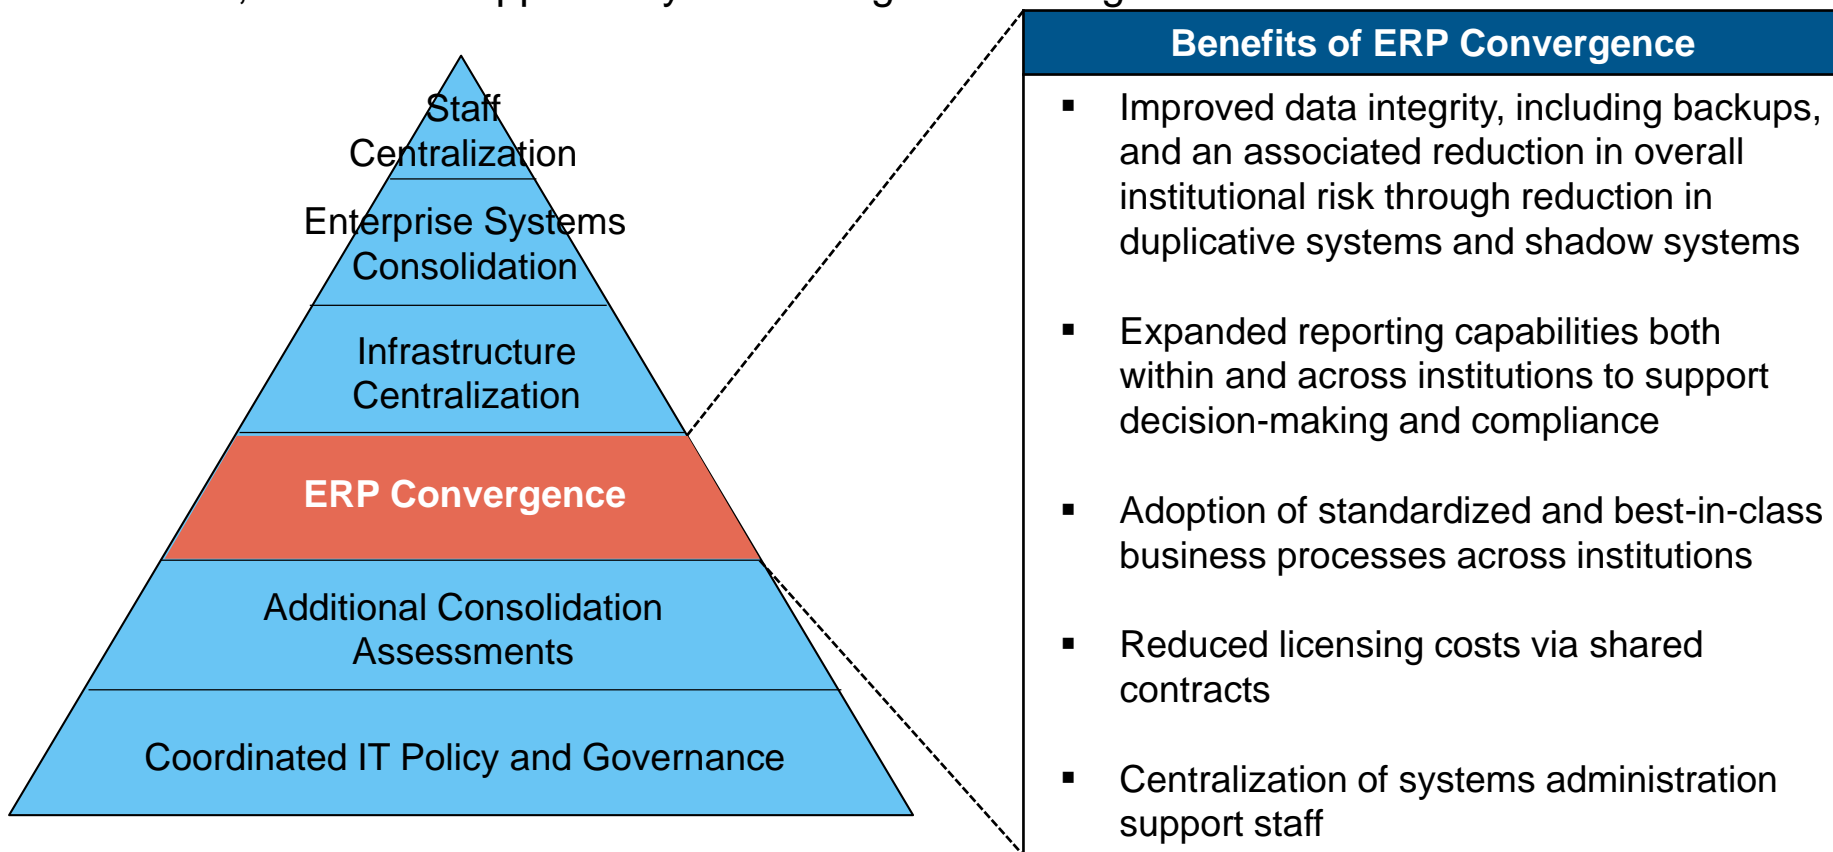 Staff
Centralization
Enterprise Systems
Consolidation
Infrastructure
Centralization
ERP Convergence
Additional Consolidation
Assessments
Coordinated IT Policy and Governance
Benefits of ERP Convergence
▪ Improved data integrity, including backups,
and an associated reduction in overall
institutional risk through reduction in
duplicative systems and shadow systems
▪ Expanded reporting capabilities both
within and across institutions to support
decision-making and compliance
▪ Adoption of standardized and best-in-class
business processes across institutions
▪ Reduced licensing costs via shared
contracts
▪ Centralization of systems administration
support staff